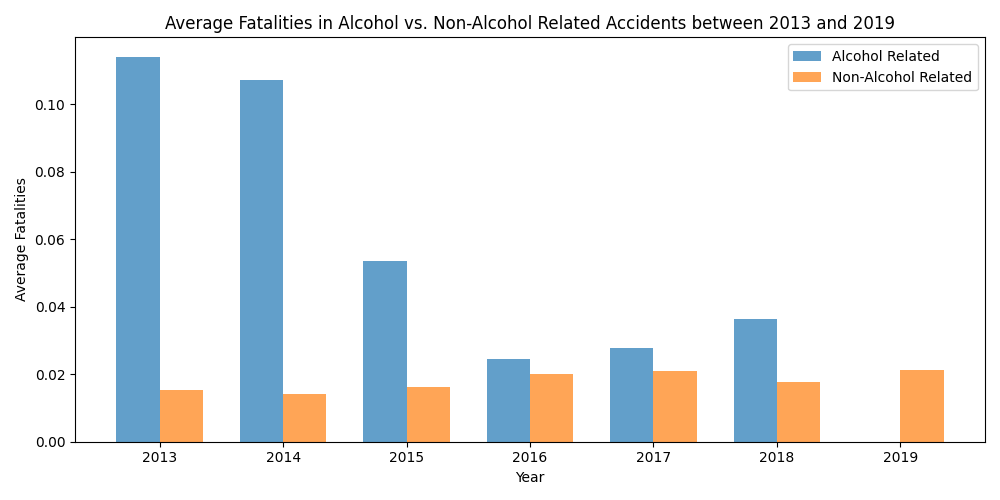 Average Fatalities in Alcohol vs. Non-Alcohol Related Accidents between 2013 and 2019
Alcohol Related
Non-Alcohol Related
Average Fatalities
0.10
0.08
0.06
0.04
0.02
0.00
2013 2014 2015 2016 2017 2018 2019
Year